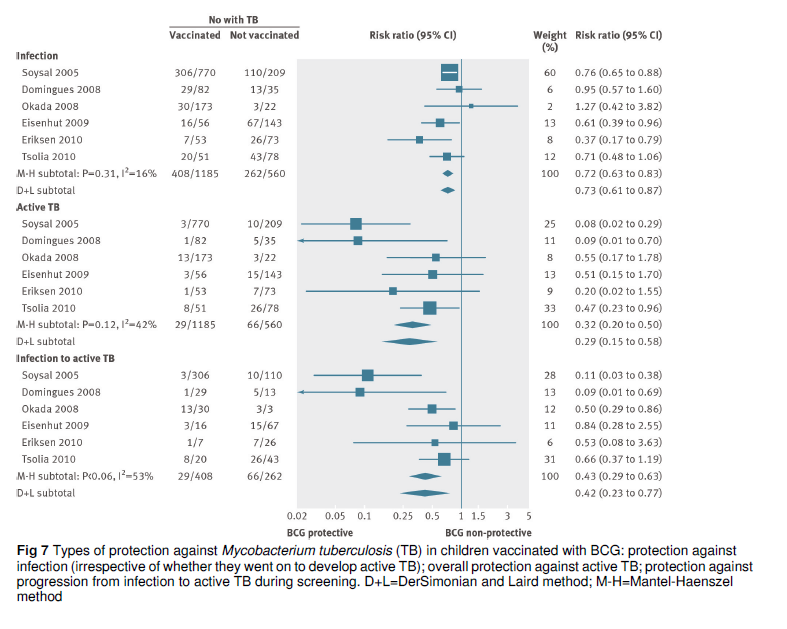 No with TB
Vaccinated Not vaccinated Risk ratio (95% CI) Weight (%) Risk ratio (95% CI)
Infection
Soysal 2005 306/770 110/209 60 0.76 (0.65 to 0.88)
Domingues 2008 29/82 13/35 6 0.95 (0.57 to 1.60)
Okada 2008 30/173 3/22 2 1.27 (0.42 to 3.82)
Eisenhut 2009 16/56 67/143 13 0.61 (0.39 to 0.96)
Eriksen 2010 7/53 26/73 8 0.37 (0.17 to 0.79)
Tsolia 2010 20/51 43/78 12 0.71 (0.48 to 1.06)
M-H subtotal: P=0.31, I²=16% 408/1185 262/560 100 0.72 (0.63 to 0.83)
D+L subtotal 0.73 (0.61 to 0.87)
Active TB
Soysal 2005 3/770 10/209 25 0.08 (0.02 to 0.29)
Domingues 2008 1/82 5/35 11 0.09 (0.01 to 0.70)
Okada 2008 13/173 3/22 8 0.55 (0.17 to 1.78)
Eisenhut 2009 3/56 15/143 13 0.51 (0.15 to 1.70)
Eriksen 2010 1/53 7/73 9 0.20 (0.02 to 1.55)
Tsolia 2010 8/51 26/78 33 0.47 (0.23 to 0.96)
M-H subtotal: P=0.12, I²=42% 29/1185 66/560 100 0.32 (0.20 to 0.50)
D+L subtotal 0.29 (0.15 to 0.58)
Infection to active TB
Soysal 2005 3/306 10/110 28 0.11 (0.03 to 0.38)
Domingues 2008 1/29 5/13 13 0.09 (0.01 to 0.69)
Okada 2008 13/30 3/3 12 0.50 (0.29 to 0.86)
Eisenhut 2009 3/16 15/67 11 0.84 (0.28 to 2.55)
Eriksen 2010 1/7 7/26 6 0.53 (0.08 to 3.63)
Tsolia 2010 8/20 26/43 31 0.66 (0.37 to 1.19)
M-H subtotal: P<0.06, I²=53% 29/408 66/262 100 0.43 (0.29 to 0.63)
D+L subtotal 0.42 (0.23 to 0.77)
0.02 0.05 0.1 0.25 0.5 1 1.5 3 5
BCG protective BCG non-protective
Fig 7 Types of protection against Mycobacterium tuberculosis (TB) in children vaccinated with BCG: protection against
infection (irrespective of whether they went on to develop active TB); overall protection against active TB; protection against
progression from infection to active TB during screening. D+L=DerSimonian and Laird method; M-H=Mantel-Haenszel
method